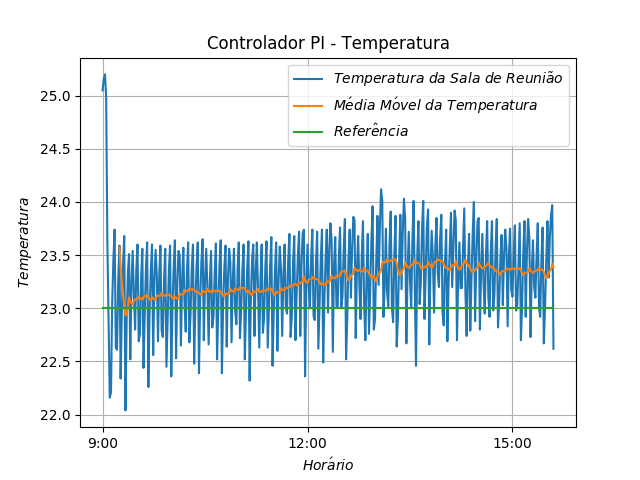 Controlador PI - Temperatura
Temperatura da Sala de Reunião
Média Móvel da Temperatura
Referência
Temperatura
25.0
24.5
24.0
23.5
23.0
22.5
22.0
9:00 12:00 15:00
Horário